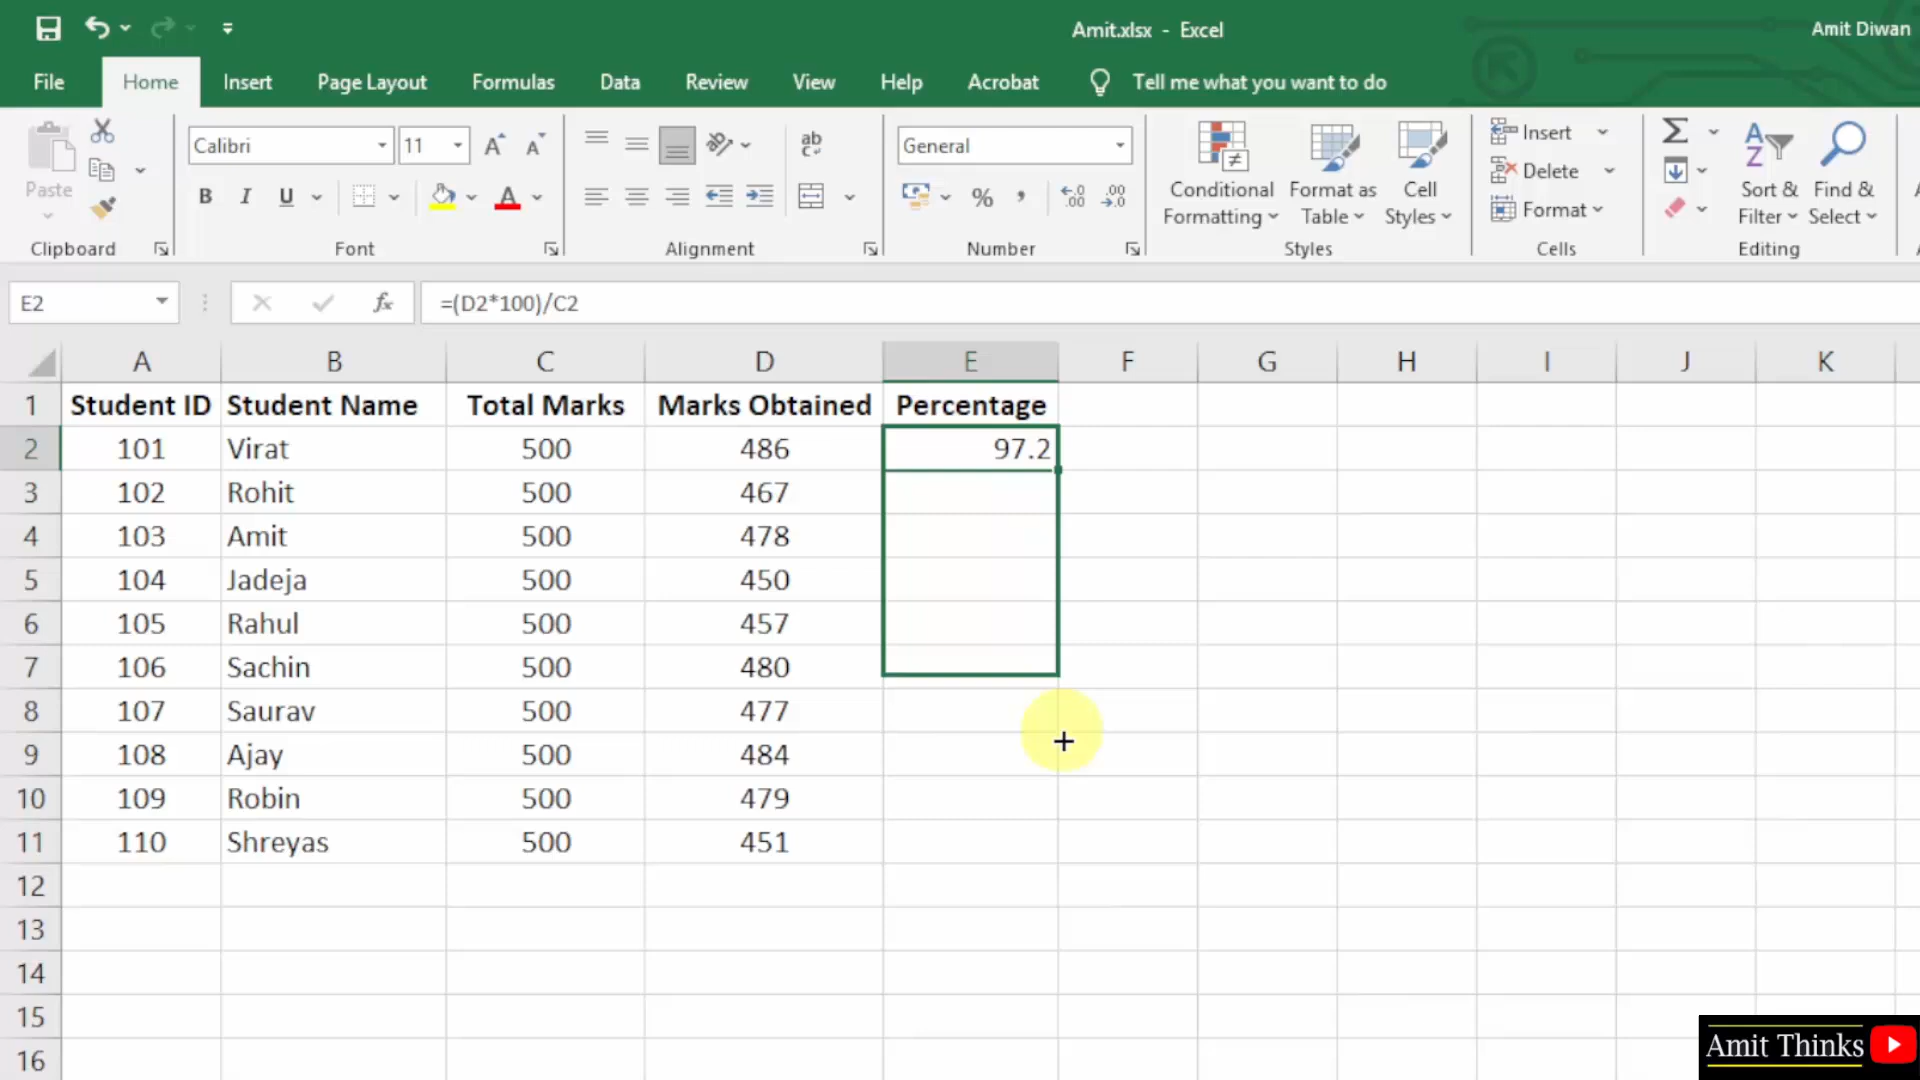 Amit.xlsx - Excel
Amit Diwan
File Home Insert Page Layout Formulas Data Review View Help Acrobat Tell me what you want to do
Paste
Clipboard
Calibri 11
B I U
Font
ab
Alignment
General
%
Number
Conditional Formatting
Format as Table
Cell Styles
Styles
Insert
Delete
Format
Cells
Sort & Filter
Find & Select
Editing
E2 fx =(D2*100)/C2
A B C D E F G H I J K
1 Student ID Student Name Total Marks Marks Obtained Percentage
2 101 Virat 500 486 97.2
3 102 Rohit 500 467
4 103 Amit 500 478
5 104 Jadeja 500 450
6 105 Rahul 500 457
7 106 Sachin 500 480
8 107 Saurav 500 477
9 108 Ajay 500 484
10 109 Robin 500 479
11 110 Shreyas 500 451
12
13
14
15
16
Amit Thinks